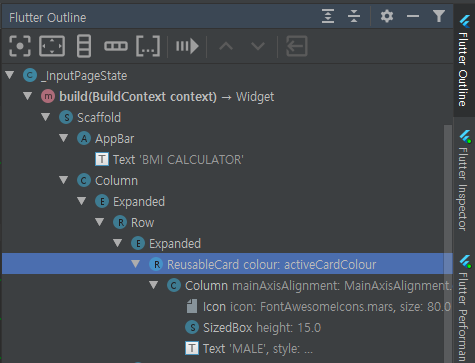 Flutter Outline
[...]
C _InputPageState
m build(BuildContext context) → Widget
S Scaffold
A AppBar
T Text 'BMI CALCULATOR'
C Column
E Expanded
R Row
E Expanded
R ReusableCard colour: activeCardColour
C Column mainAxisAlignment: MainAxisAlignment.
Icon icon: FontAwesomeIcons.mars, size: 80.0
S SizedBox height: 15.0
T Text 'MALE', style: ...
Flutter Outline
Flutter Inspector
Flutter Performan